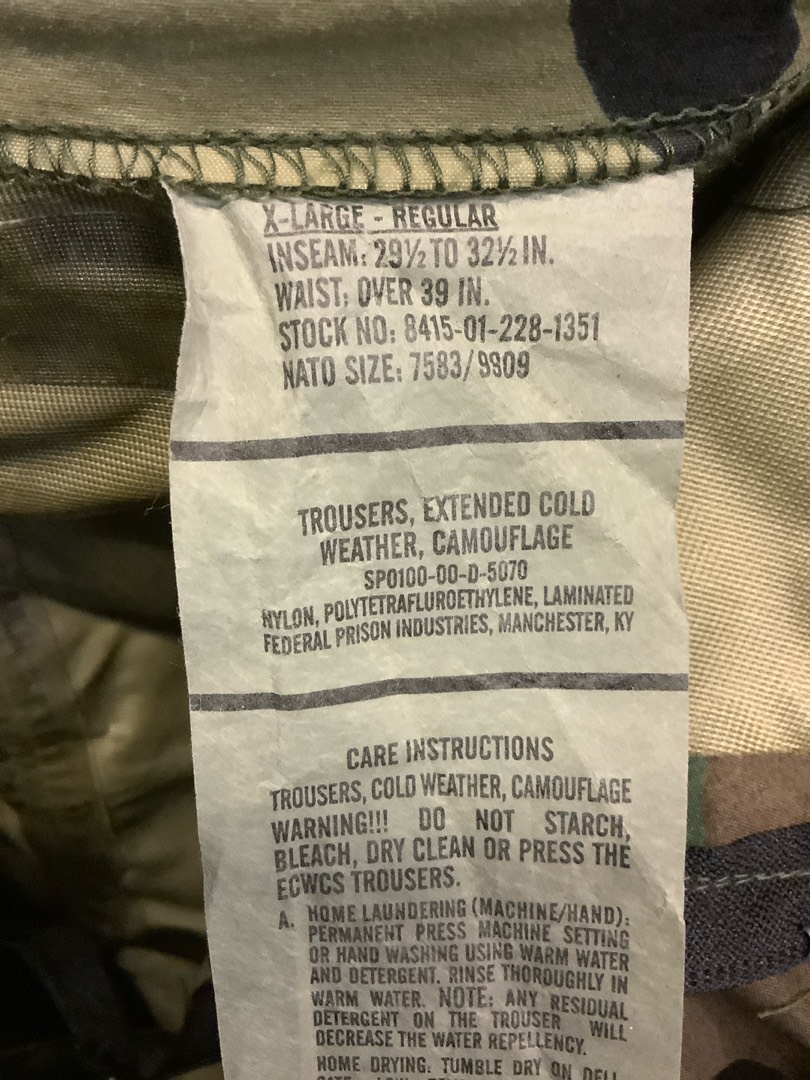 X-LARGE - REGULAR
INSEAM: 29½ TO 32½ IN.
WAIST: OVER 39 IN.
STOCK NO: 8415-01-228-1351
NATO SIZE: 7583/9909
TROUSERS, EXTENDED COLD
WEATHER, CAMOUFLAGE
SPO100-00-D-5070
NYLON, POLYTETRAFLUROETHYLENE, LAMINATED
FEDERAL PRISON INDUSTRIES, MANCHESTER, KY
CARE INSTRUCTIONS
TROUSERS, COLD WEATHER, CAMOUFLAGE
WARNING!!! DO NOT STARCH,
BLEACH, DRY CLEAN OR PRESS THE
ECWCS TROUSERS.
A. HOME LAUNDERING (MACHINE/HAND):
PERMANENT PRESS MACHINE SETTING
OR HAND WASHING USING WARM WATER
AND DETERGENT. RINSE THOROUGHLY IN
WARM WATER. NOTE: ANY RESIDUAL
DETERGENT ON THE TROUSER WILL
DECREASE THE WATER REPELLENCY.
HOME DRYING. TUMBLE DRY ON